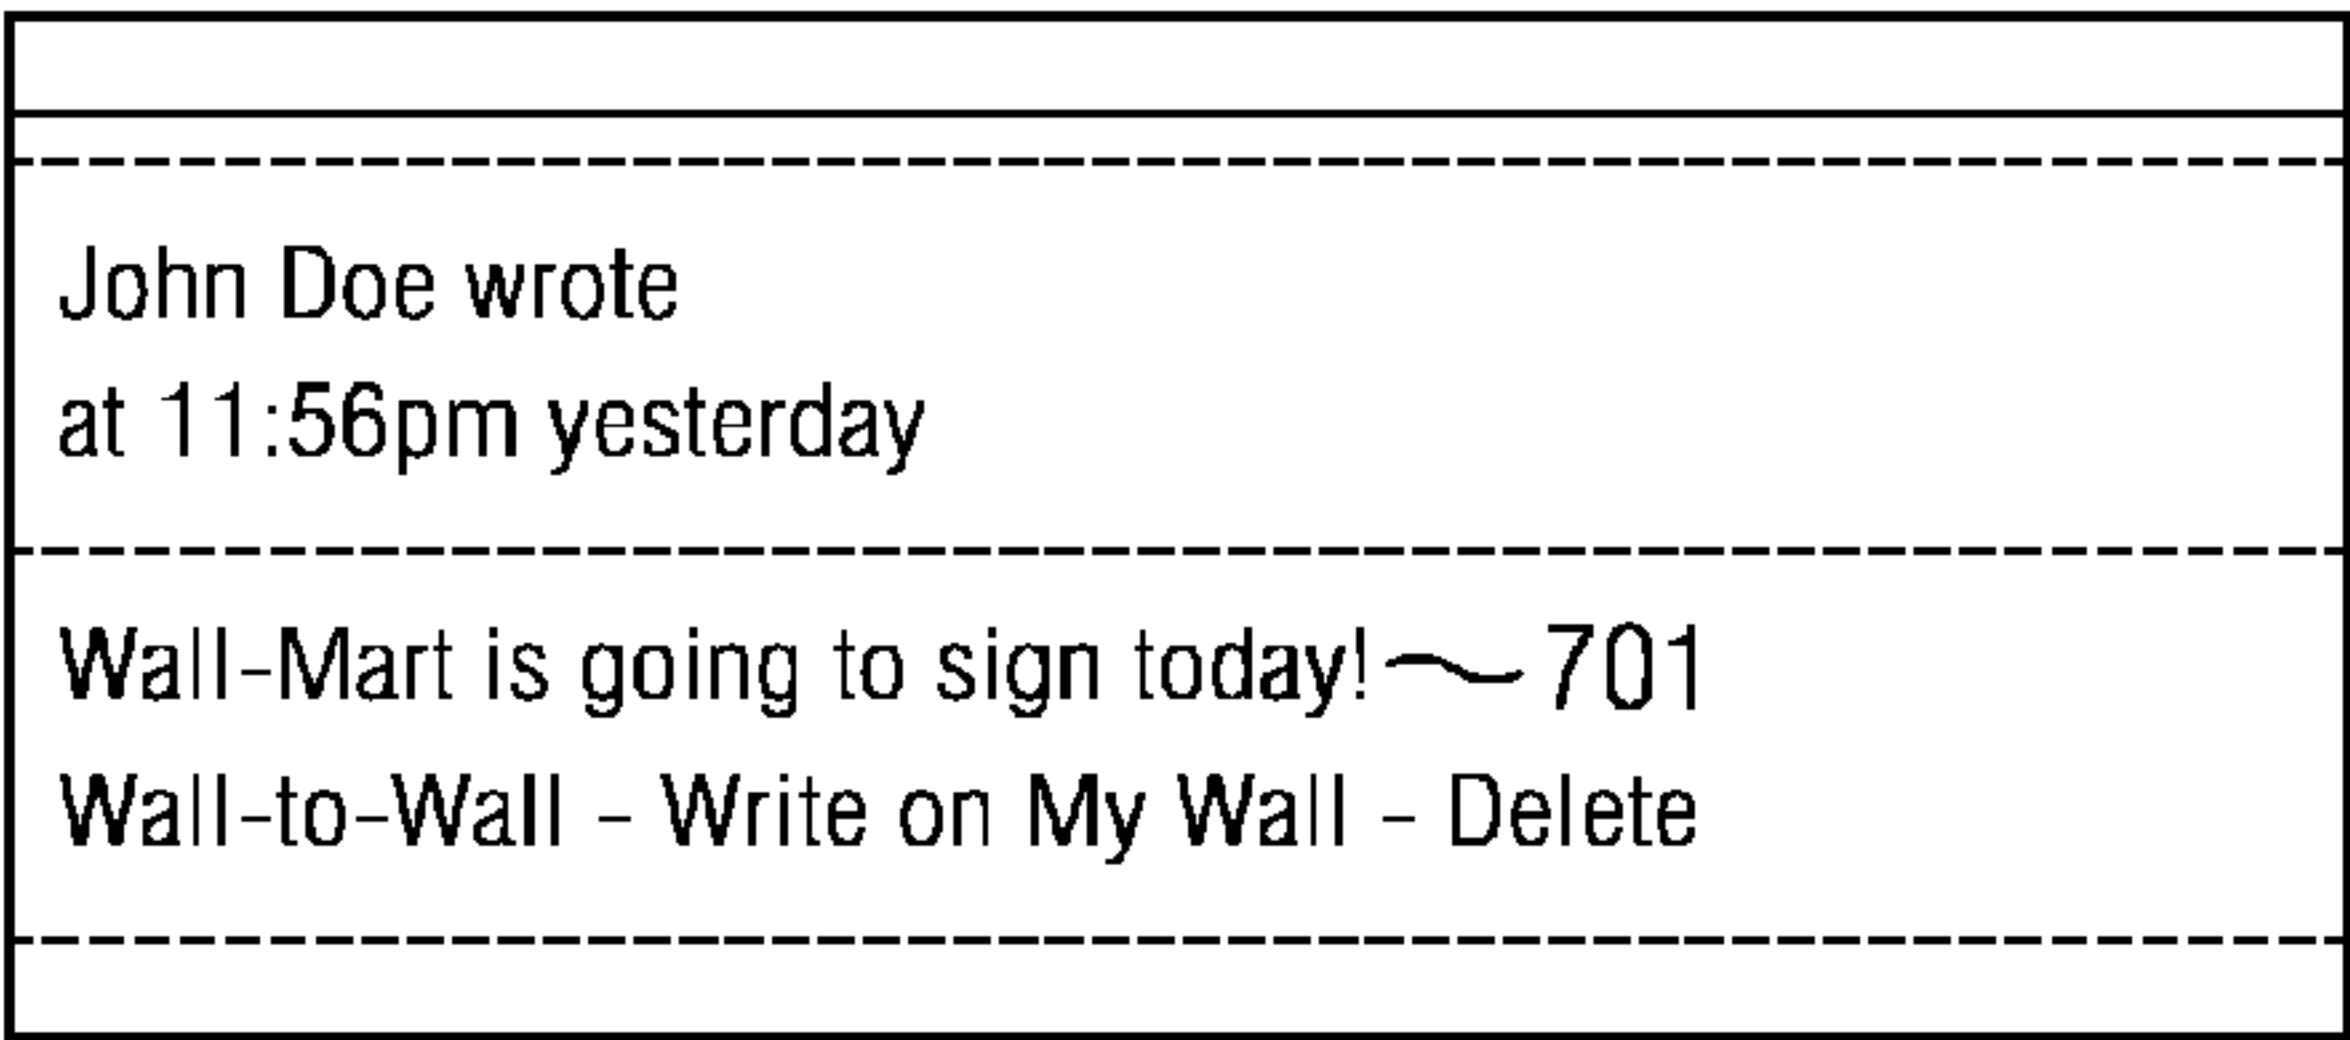 John Doe wrote
at 11:56pm yesterday
Wall-Mart is going to sign today! 701
Wall-to-Wall - Write on My Wall - Delete